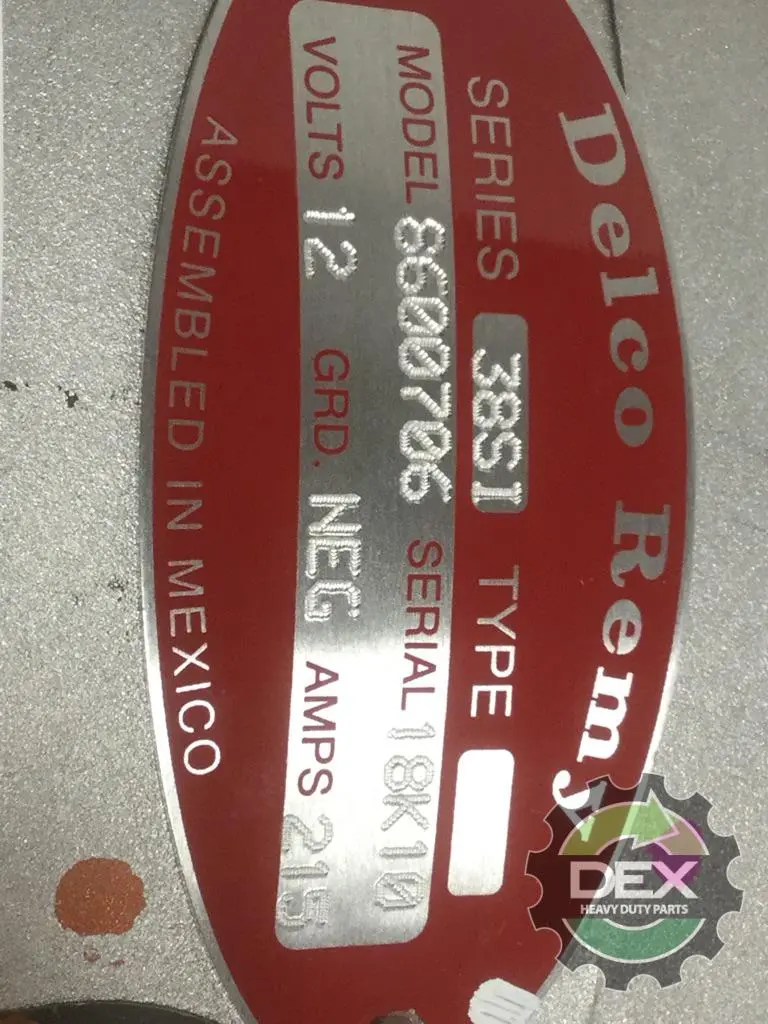 Delco Remy
SERIES 38SI TYPE
MODEL 8600706 SERIAL 18K10
VOLTS 12 GRD. NEG AMPS 215
ASSEMBLED IN MEXICO
DEX
HEAVY DUTY PARTS